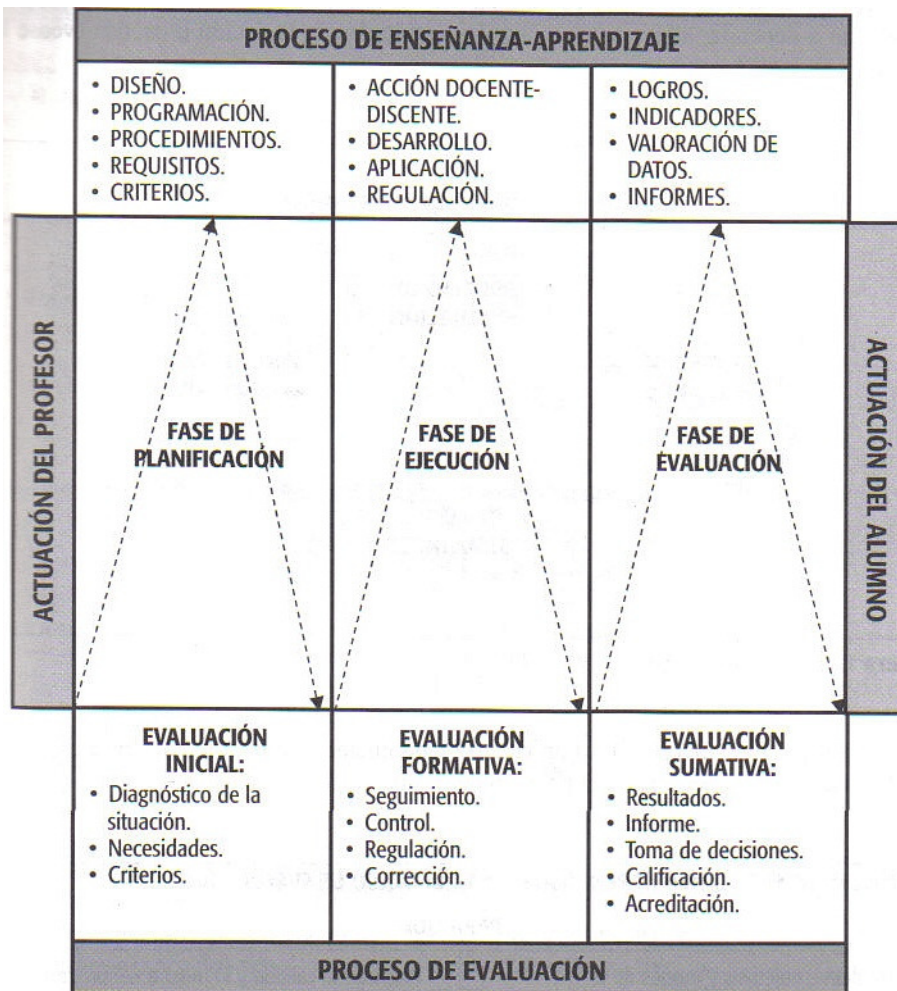 PROCESO DE ENSEÑANZA-APRENDIZAJE
• DISEÑO.
• PROGRAMACIÓN.
• PROCEDIMIENTOS.
• REQUISITOS.
• CRITERIOS.
• ACCIÓN DOCENTE-
DISCENTE.
• DESARROLLO.
• APLICACIÓN.
• REGULACIÓN.
• LOGROS.
• INDICADORES.
• VALORACIÓN DE
DATOS.
• INFORMES.
ACTUACIÓN DEL PROFESOR
FASE DE
PLANIFICACIÓN
FASE DE
EJECUCIÓN
FASE DE
EVALUACIÓN
ACTUACIÓN DEL ALUMNO
EVALUACIÓN
INICIAL:
• Diagnóstico de la
situación.
• Necesidades.
• Criterios.
EVALUACIÓN
FORMATIVA:
• Seguimiento.
• Control.
• Regulación.
• Corrección.
EVALUACIÓN
SUMATIVA:
• Resultados.
• Informe.
• Toma de decisiones.
• Calificación.
• Acreditación.
PROCESO DE EVALUACIÓN